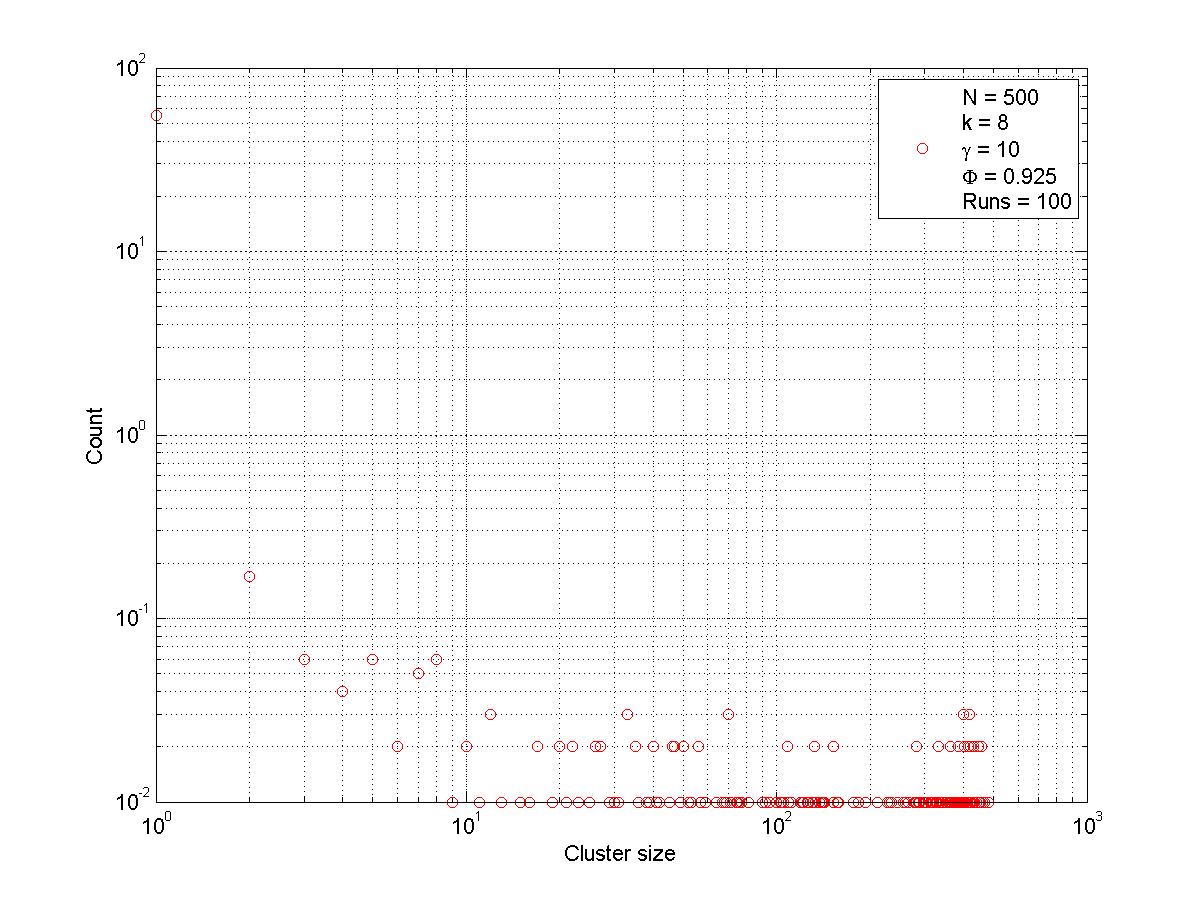 10^2
10^1
10^0
10^-1
10^-2
Count
N = 500
k = 8
γ = 10
Φ = 0.925
Runs = 100
10^0 10^1 10^2 10^3
Cluster size